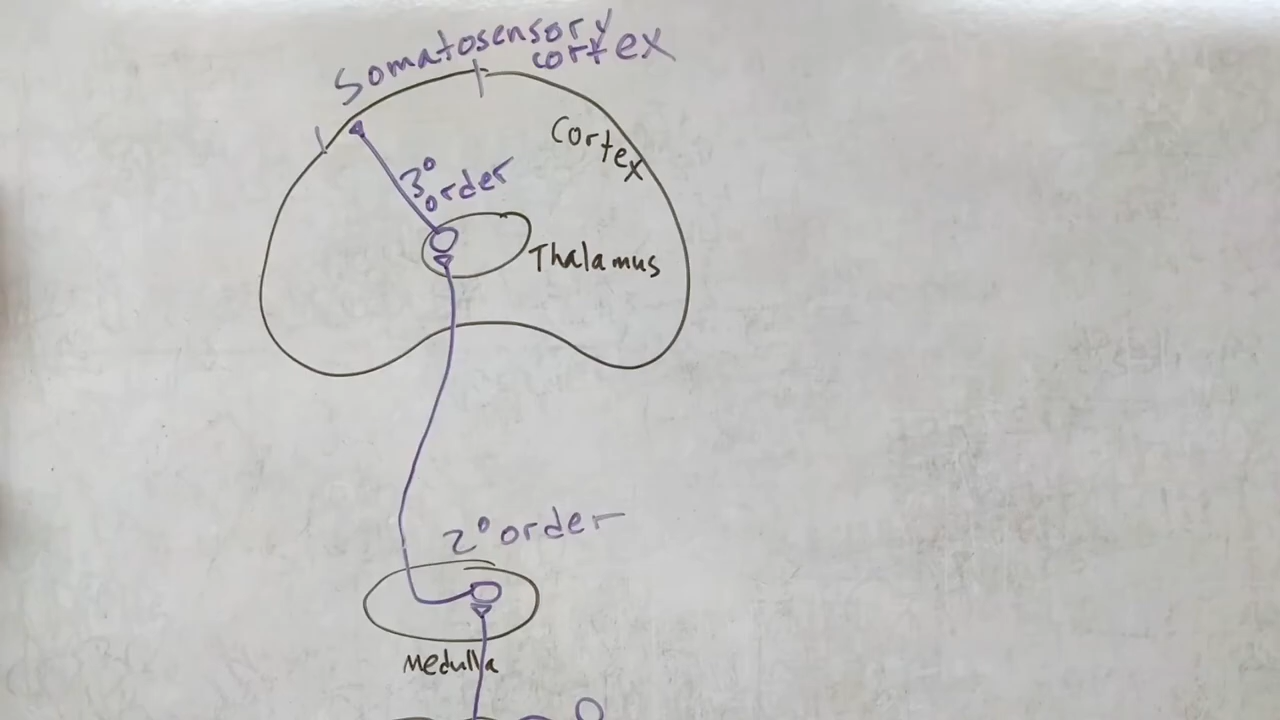 Somatosensory
cortex
Cortex
3° order
Thalamus
2° order
Medulla